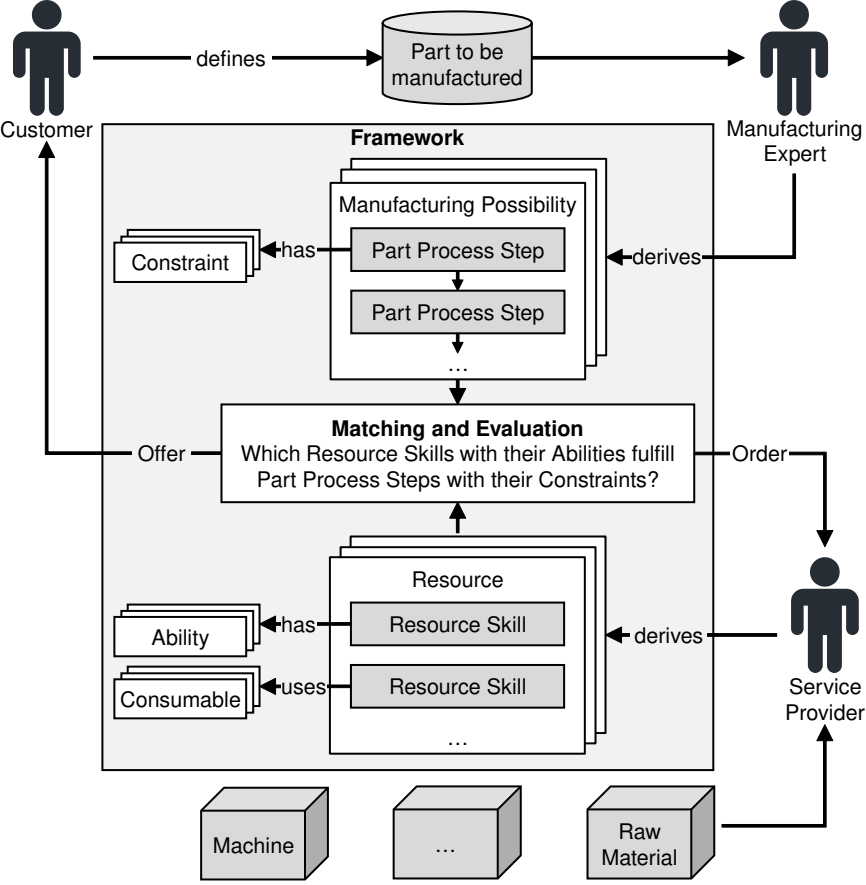 defines
Part to be
manufactured
Customer
Manufacturing
Expert
Framework
Manufacturing Possibility
Constraint
has
Part Process Step
derives
Part Process Step
...
Matching and Evaluation
Which Resource Skills with their Abilities fulfill
Part Process Steps with their Constraints?
Offer
Order
Resource
Ability
has
Resource Skill
derives
Consumable
uses
Resource Skill
...
Service
Provider
Machine
...
Raw
Material